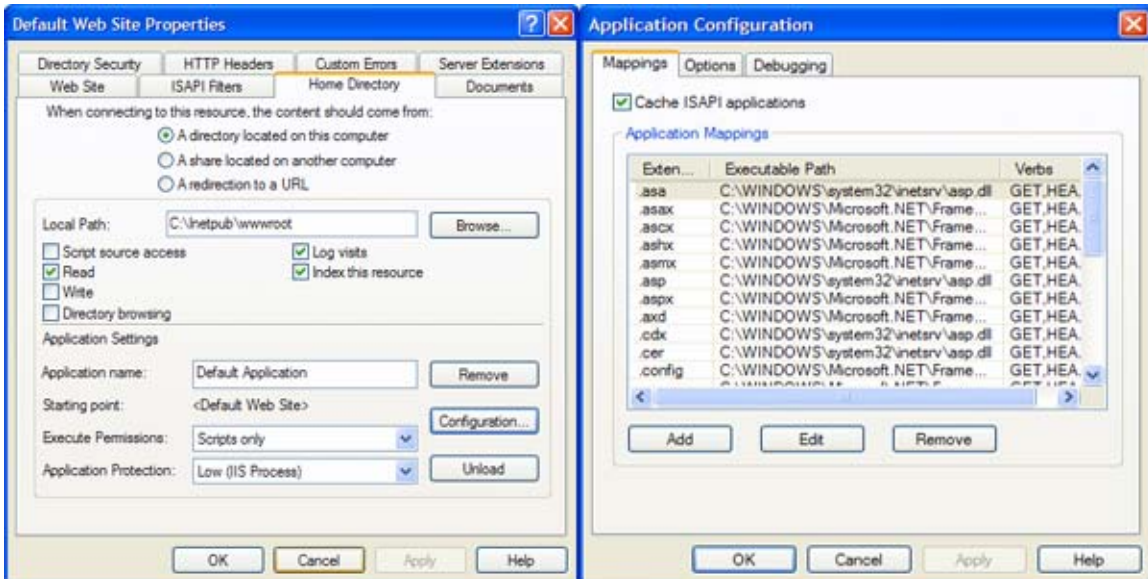 Default Web Site Properties
Directory Security HTTP Headers Custom Errors Server Extensions
Web Site ISAPI Filters Home Directory Documents
When connecting to this resource, the content should come from:
A directory located on this computer
A share located on another computer
A redirection to a URL
Local Path: C:\Inetpub\wwwroot Browse...
Script source access Log visits
Read Index this resource
Write
Directory browsing
Application Settings
Application name: Default Application Remove
Starting point: <Default Web Site>
Configuration...
Execute Permissions: Scripts only
Application Protection: Low (IIS Process) Unload
OK Cancel Apply Help
Application Configuration
Mappings Options Debugging
Cache ISAPI applications
Application Mappings
Exten... Executable Path Verbs
.asa C:\WINDOWS\system32\inetsrv\asp.dll GET,HEA
.asax C:\WINDOWS\Microsoft.NET\Frame... GET,HEA
.ascx C:\WINDOWS\Microsoft.NET\Frame... GET,HEA
.ashx C:\WINDOWS\Microsoft.NET\Frame... GET,HEA
.asmx C:\WINDOWS\Microsoft.NET\Frame... GET,HEA
.asp C:\WINDOWS\system32\inetsrv\asp.dll GET,HEA
.aspx C:\WINDOWS\Microsoft.NET\Frame... GET,HEA
.axd C:\WINDOWS\Microsoft.NET\Frame... GET,HEA
.cdx C:\WINDOWS\system32\inetsrv\asp.dll GET,HEA
.cer C:\WINDOWS\system32\inetsrv\asp.dll GET,HEA
.config C:\WINDOWS\Microsoft.NET\Frame... GET,HEA
Add Edit Remove
OK Cancel Apply Help